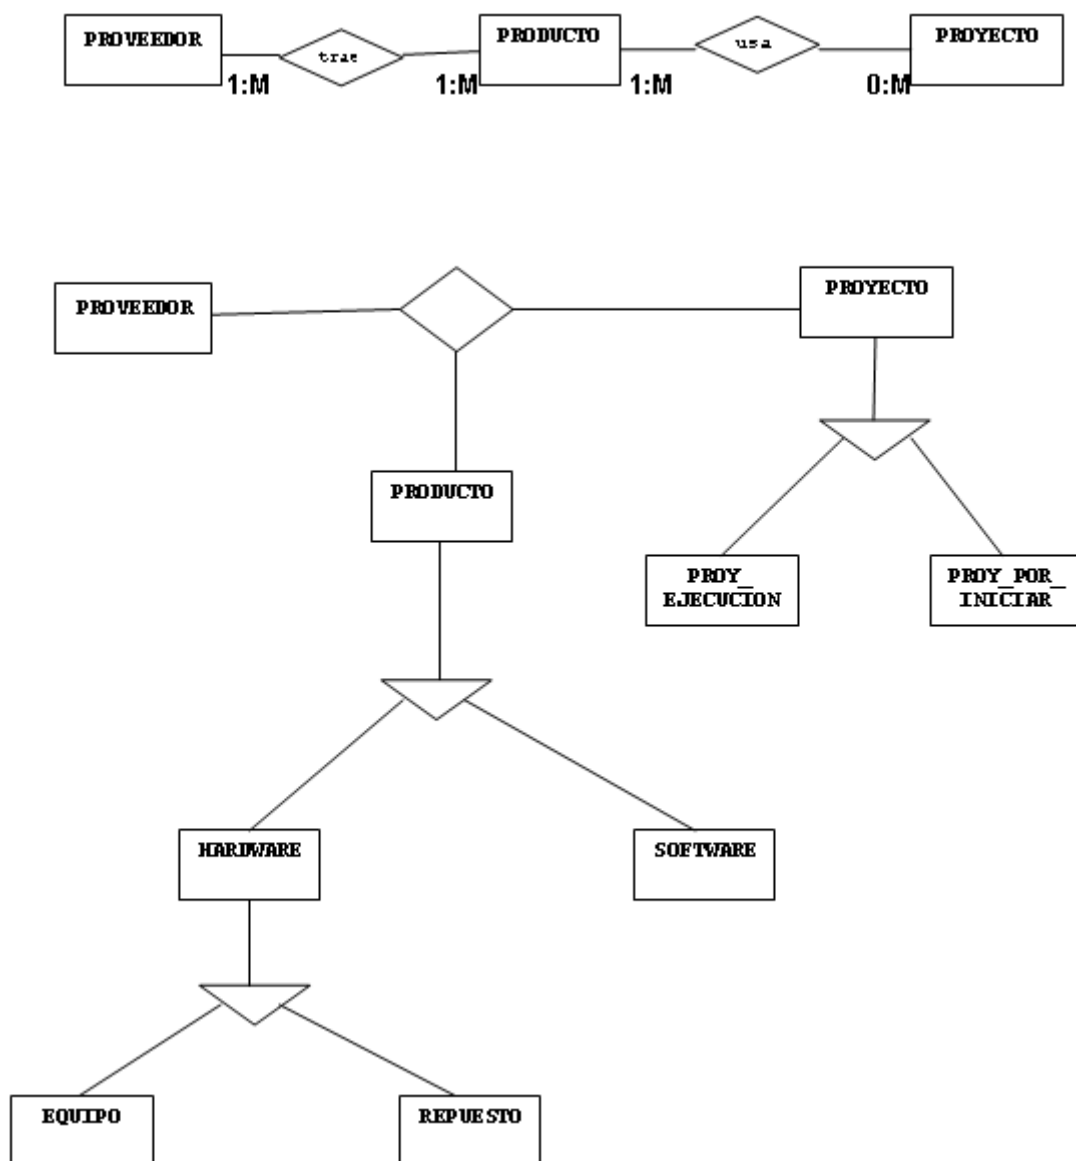 PROVEEDOR
trae
PRODUCTO
usa
PROYECTO
1:M
1:M
1:M
0:M
PROVEEDOR
PROYECTO
PRODUCTO
PROY_
EJECUCION
PROY_POR_
INICIAR
HARDWARE
SOFTWARE
EQUIPO
REPUESTO